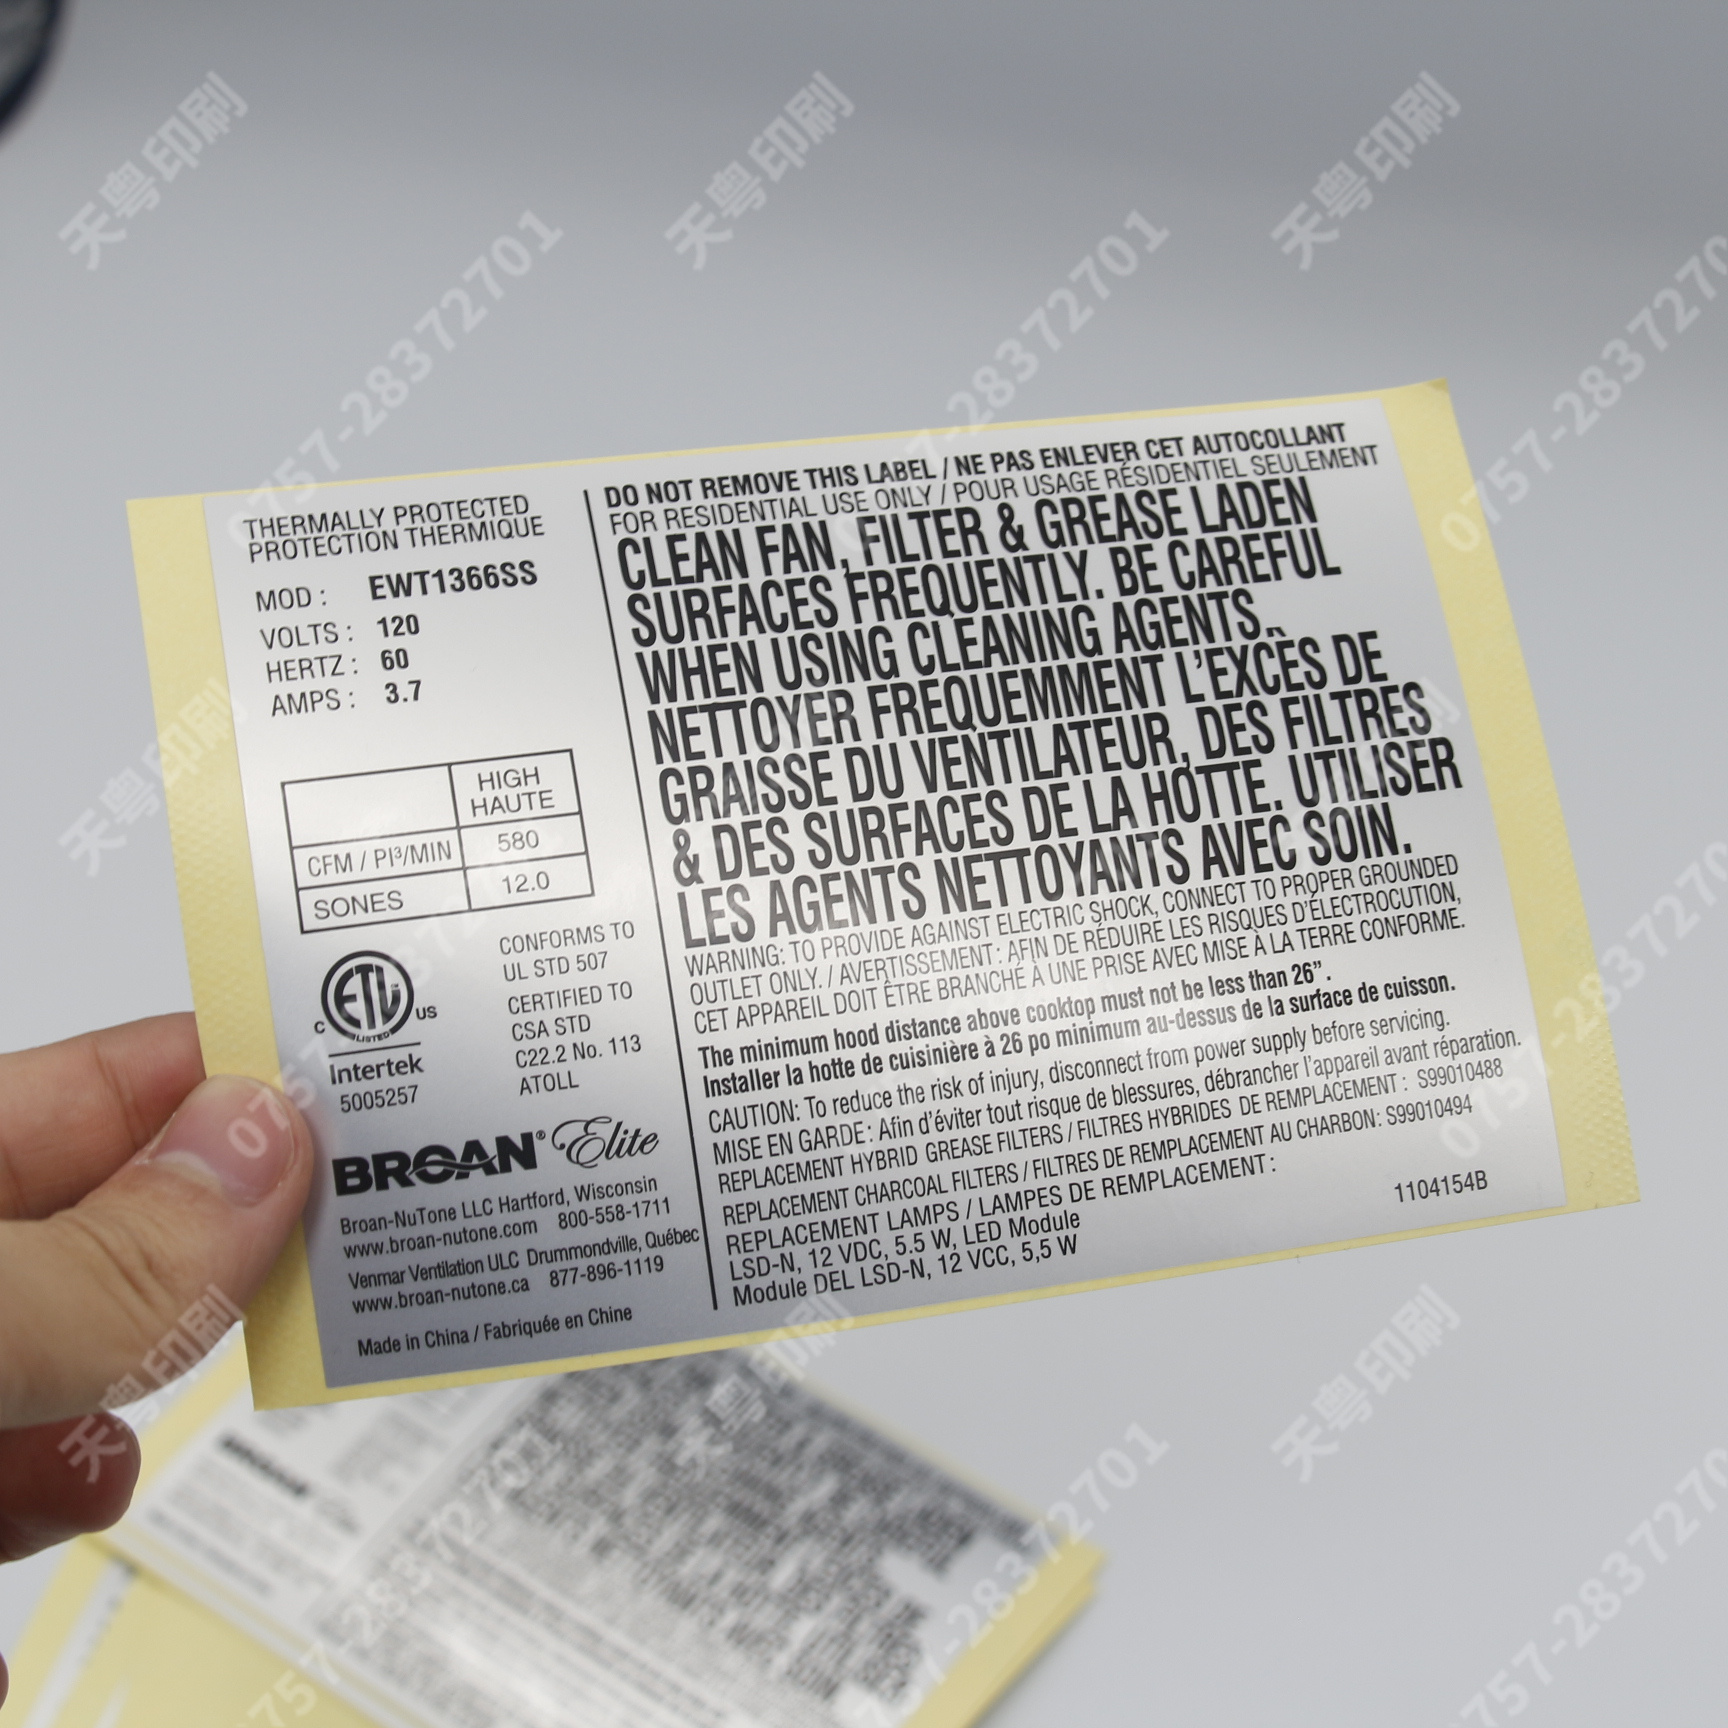 THERMALLY PROTECTED
PROTECTION THERMIQUE
MOD : EWT1366SS
VOLTS : 120
HERTZ : 60
AMPS : 3.7
HIGH
HAUTE
CFM / PI³/MIN 580
SONES 12.0
ETL
LISTED
C US
Intertek
5005257
CONFORMS TO
UL STD 507
CERTIFIED TO
CSA STD
C22.2 No. 113
ATOLL
BROAN® Elite
Broan-NuTone LLC Hartford, Wisconsin
www.broan-nutone.com 800-558-1711
Venmar Ventilation ULC Drummondville, Québec
www.broan-nutone.ca 877-896-1119
Made in China / Fabriquée en Chine
DO NOT REMOVE THIS LABEL / NE PAS ENLEVER CET AUTOCOLLANT
FOR RESIDENTIAL USE ONLY / POUR USAGE RÉSIDENTIEL SEULEMENT
CLEAN FAN, FILTER & GREASE LADEN
SURFACES FREQUENTLY. BE CAREFUL
WHEN USING CLEANING AGENTS.
NETTOYER FRÉQUEMMENT L'EXCÈS DE
GRAISSE DU VENTILATEUR, DES FILTRES
& DES SURFACES DE LA HOTTE. UTILISER
LES AGENTS NETTOYANTS AVEC SOIN.
WARNING: TO PROVIDE AGAINST ELECTRIC SHOCK, CONNECT TO PROPER GROUNDED
OUTLET ONLY. / AVERTISSEMENT : AFIN DE RÉDUIRE LES RISQUES D'ÉLECTROCUTION,
CET APPAREIL DOIT ÊTRE BRANCHÉ À UNE PRISE AVEC MISE À LA TERRE CONFORME.
The minimum hood distance above cooktop must not be less than 26” .
Installer la hotte de cuisinière à 26 po minimum au-dessus de la surface de cuisson.
CAUTION: To reduce the risk of injury, disconnect from power supply before servicing.
MISE EN GARDE : Afin d'éviter tout risque de blessures, débrancher l'appareil avant réparation.
REPLACEMENT HYBRID GREASE FILTERS / FILTRES HYBRIDES DE REMPLACEMENT : S99010488
REPLACEMENT CHARCOAL FILTERS / FILTRES DE REMPLACEMENT AU CHARBON: S99010494
REPLACEMENT LAMPS / LAMPES DE REMPLACEMENT :
LSD-N, 12 VDC, 5.5 W, LED Module
Module DEL LSD-N, 12 VCC, 5,5 W
1104154B
天粤印刷
0757-28372701